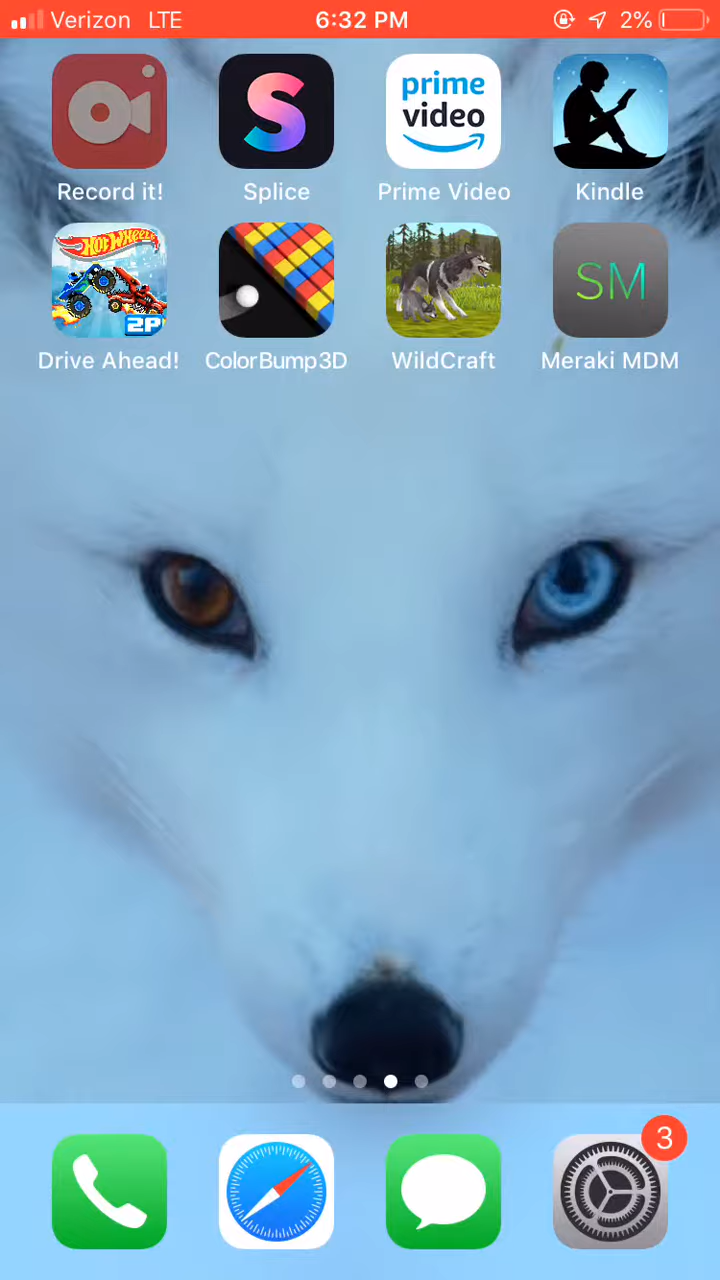 Verizon LTE 6:32 PM 2%
S
prime
video
Record it! Splice Prime Video Kindle
HOT WHEELS
2P
SM
Drive Ahead! ColorBump3D WildCraft Meraki MDM
3